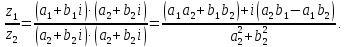 z₁/z₂ = (a₁+b₁i)·(a₂+b₂i)/(a₂+b₂i)·(a₂+b₂i) = (a₁a₂+b₁b₂)+i(a₂b₁−a₁b₂)/a₂²+b₂².